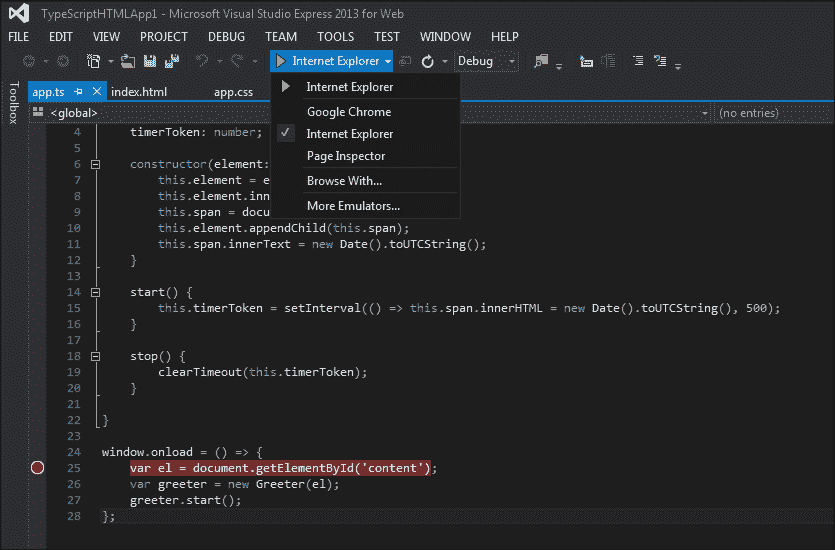 TypeScriptHTMLApp1 - Microsoft Visual Studio Express 2013 for Web
FILE EDIT VIEW PROJECT DEBUG TEAM TOOLS TEST WINDOW HELP
Internet Explorer Debug
Toolbox
app.ts index.html app.css
<global> (no entries)
Internet Explorer
Google Chrome
Internet Explorer
Page Inspector
Browse With...
More Emulators...
4 timerToken: number;
5
6 constructor(element:
7 this.element = e
8 this.element.inn
9 this.span = docu
10 this.element.appendChild(this.span);
11 this.span.innerText = new Date().toUTCString();
12 }
13
14 start() {
15 this.timerToken = setInterval(() => this.span.innerHTML = new Date().toUTCString(), 500);
16 }
17
18 stop() {
19 clearTimeout(this.timerToken);
20 }
21
22 }
23
24 window.onload = () => {
25 var el = document.getElementById('content');
26 var greeter = new Greeter(el);
27 greeter.start();
28 };